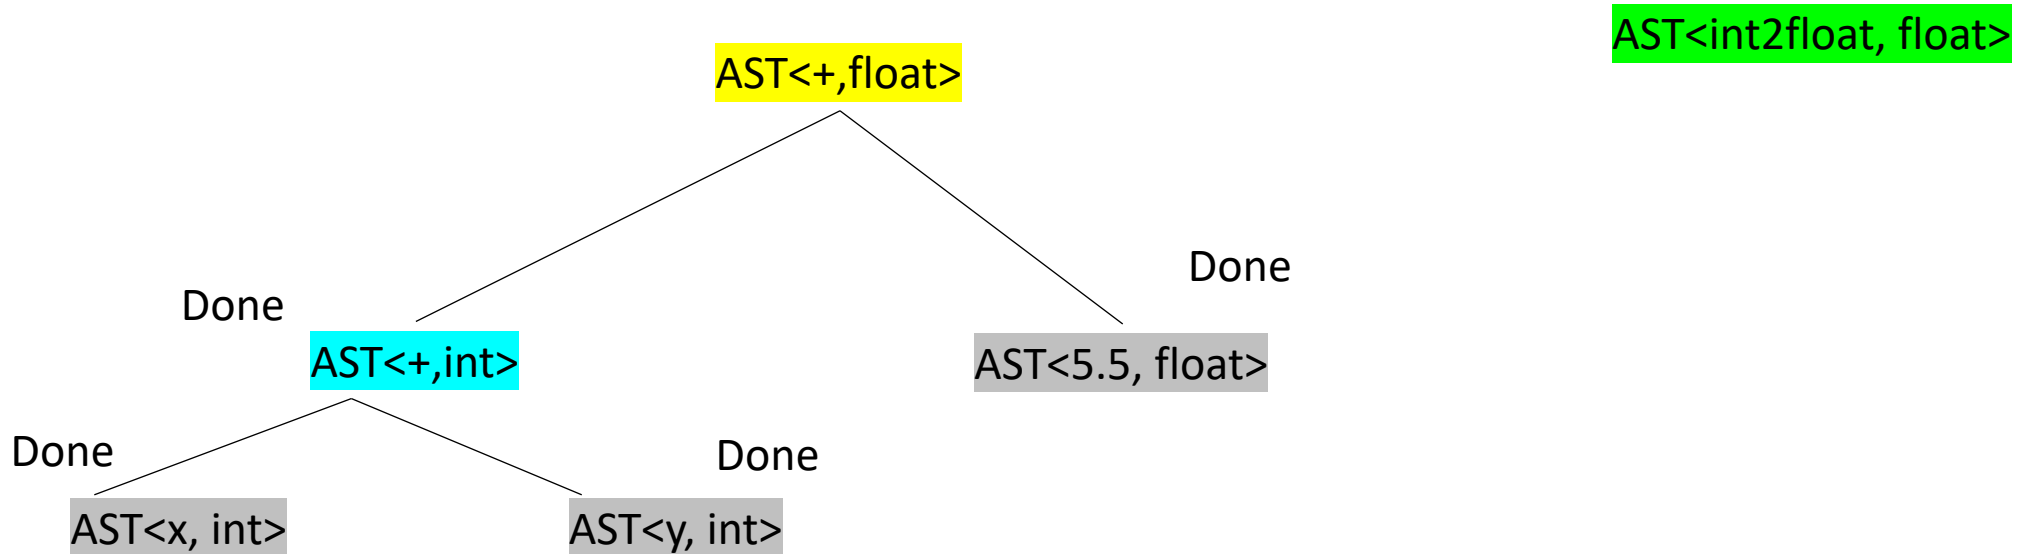 AST<int2float, float>
AST<+,float>
Done
Done
AST<+,int>
AST<5.5, float>
Done
Done
AST<x, int>
AST<y, int>